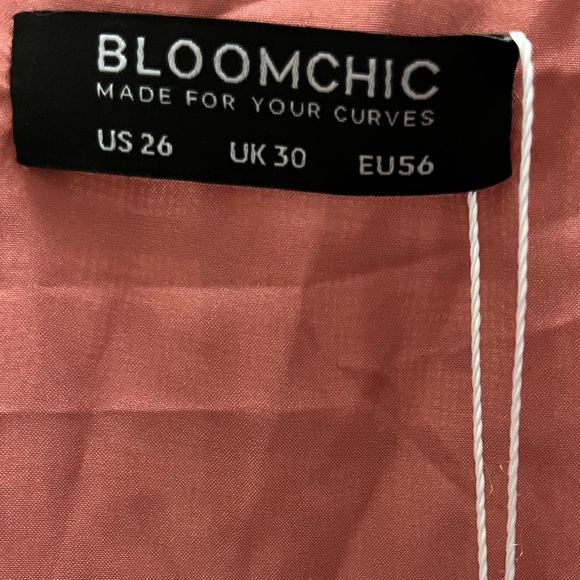 BLOOMCHIC
MADE FOR YOUR CURVES
US 26 UK 30 EU56